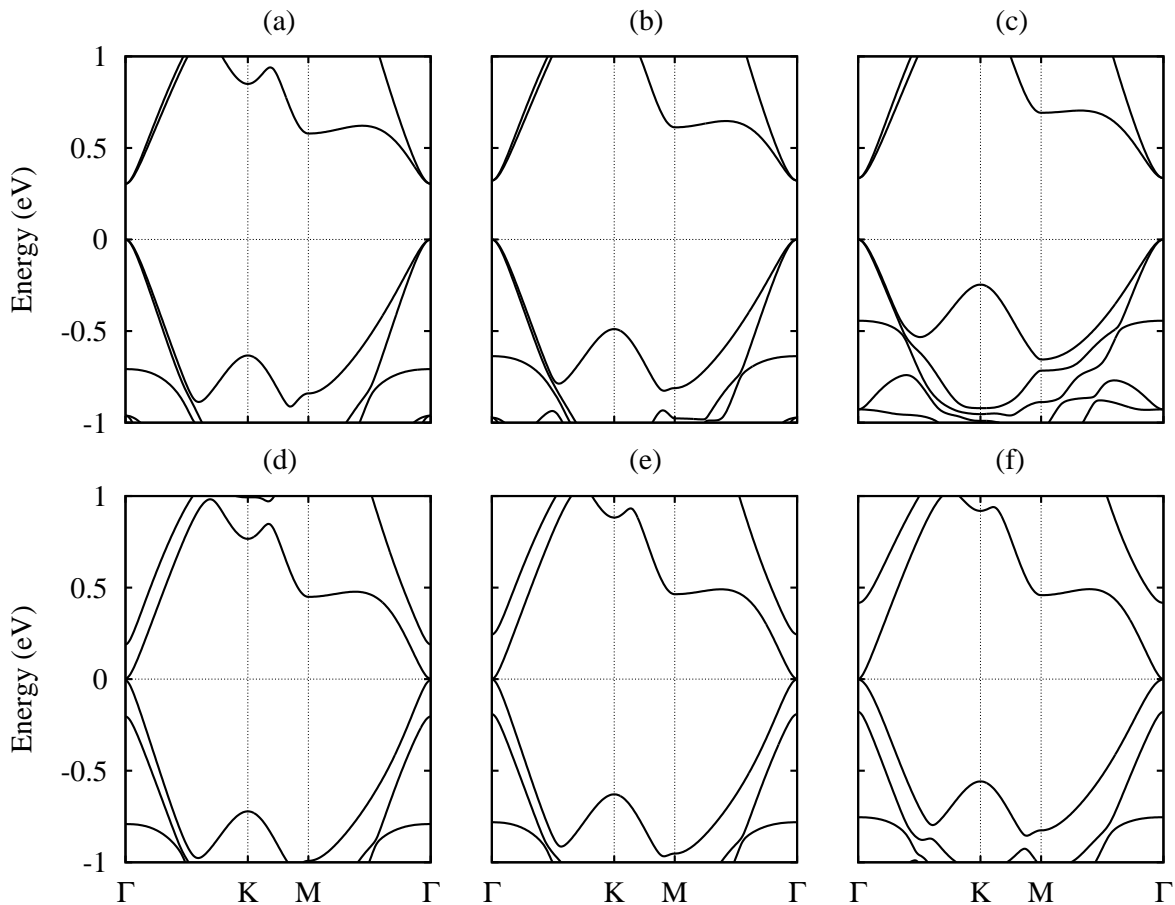 (a) (b) (c)
1
0.5
0
-0.5
-1
Energy (eV)
(d) (e) (f)
1
0.5
0
-0.5
-1
Energy (eV)
Γ K M Γ Γ K M Γ Γ K M Γ